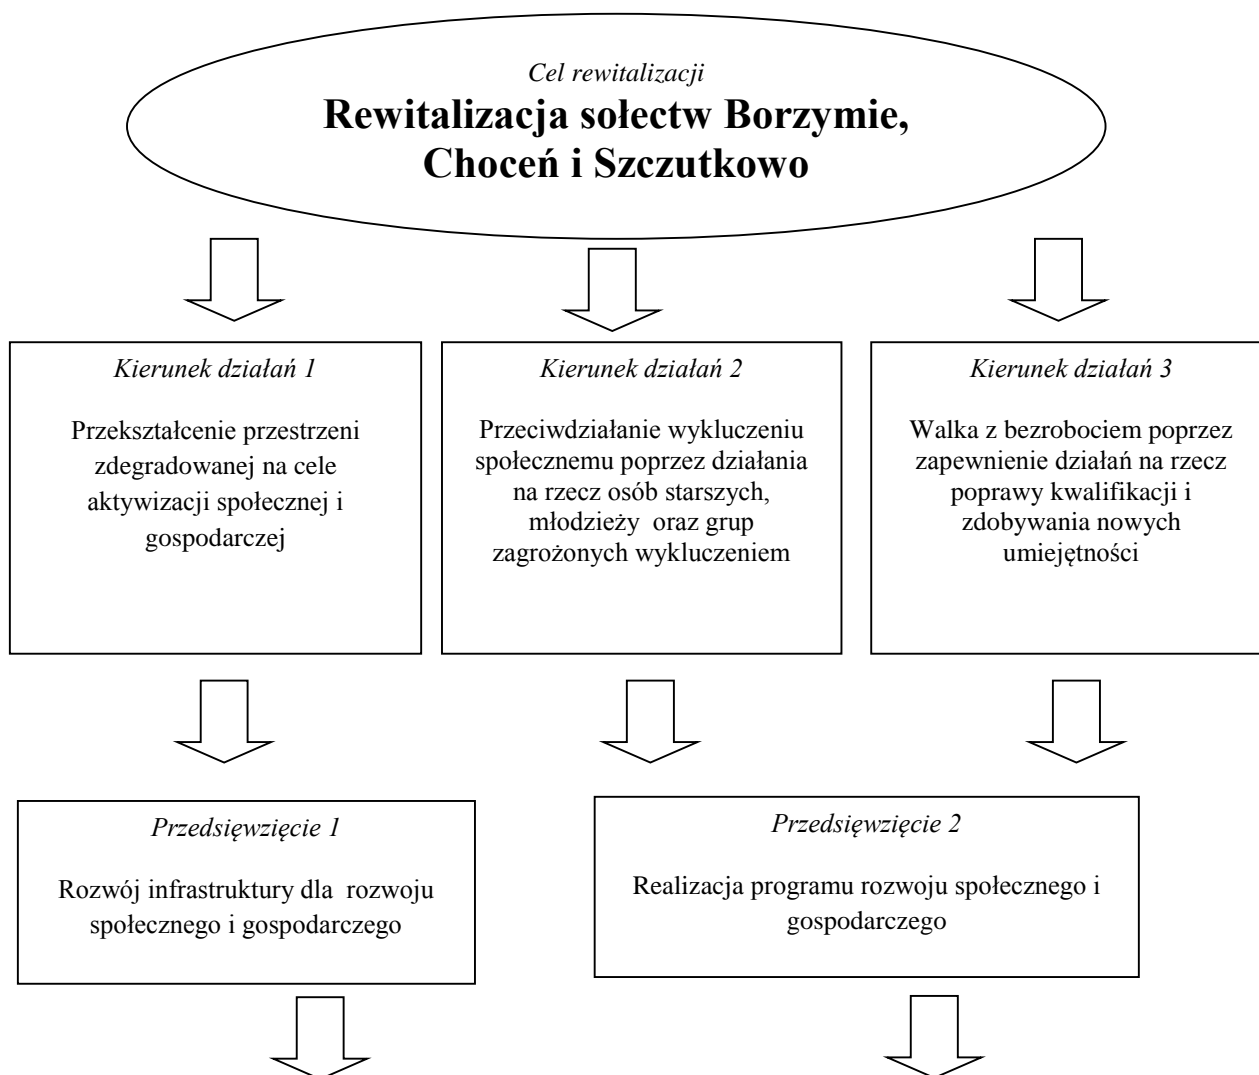 Cel rewitalizacji
Rewitalizacja sołectw Borzymie,
Choceń i Szczutkowo
Kierunek działań 1
Przekształcenie przestrzeni
zdegradowanej na cele
aktywizacji społecznej i
gospodarczej
Kierunek działań 2
Przeciwdziałanie wykluczeniu
społecznemu poprzez działania
na rzecz osób starszych,
młodzieży oraz grup
zagrożonych wykluczeniem
Kierunek działań 3
Walka z bezrobociem poprzez
zapewnienie działań na rzecz
poprawy kwalifikacji i
zdobywania nowych
umiejętności
Przedsięwzięcie 1
Rozwój infrastruktury dla rozwoju
społecznego i gospodarczego
Przedsięwzięcie 2
Realizacja programu rozwoju społecznego i
gospodarczego